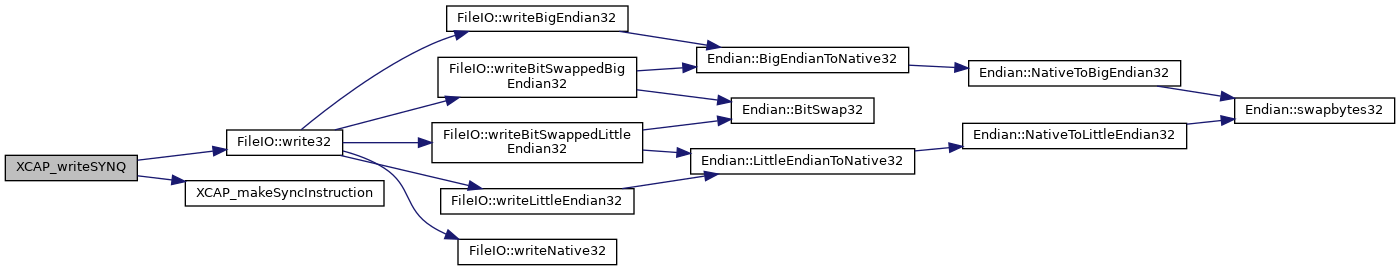 XCAP_writeSYNQ
FileIO::write32
XCAP_makeSyncInstruction
FileIO::writeBigEndian32
FileIO::writeBitSwappedBig
Endian32
FileIO::writeBitSwappedLittle
Endian32
FileIO::writeLittleEndian32
FileIO::writeNative32
Endian::BigEndianToNative32
Endian::BitSwap32
Endian::LittleEndianToNative32
Endian::NativeToBigEndian32
Endian::NativeToLittleEndian32
Endian::swapbytes32